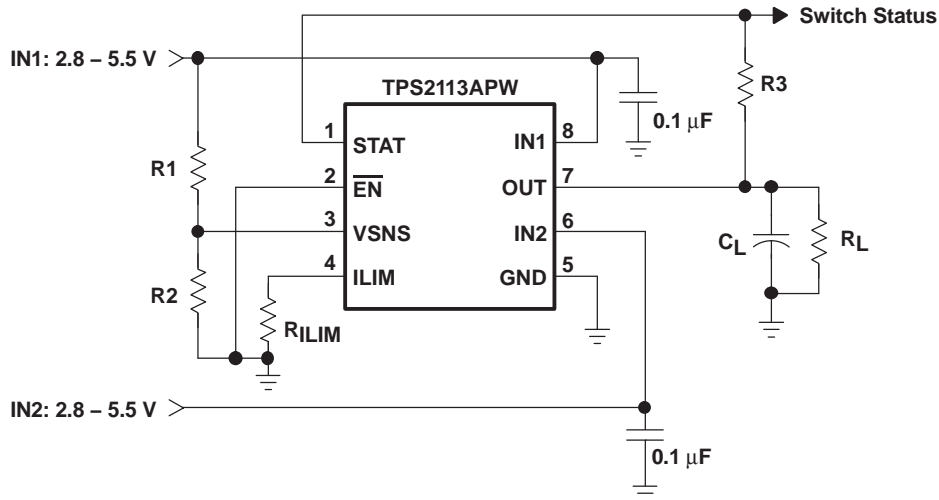 Switch Status
IN1: 2.8 – 5.5 V
TPS2113APW
R3
0.1 μF
1
STAT
IN1
8
R1
2
EN
OUT
7
3
VSNS
IN2
6
CL
RL
R2
4
ILIM
GND
5
RILIM
IN2: 2.8 – 5.5 V
0.1 μF